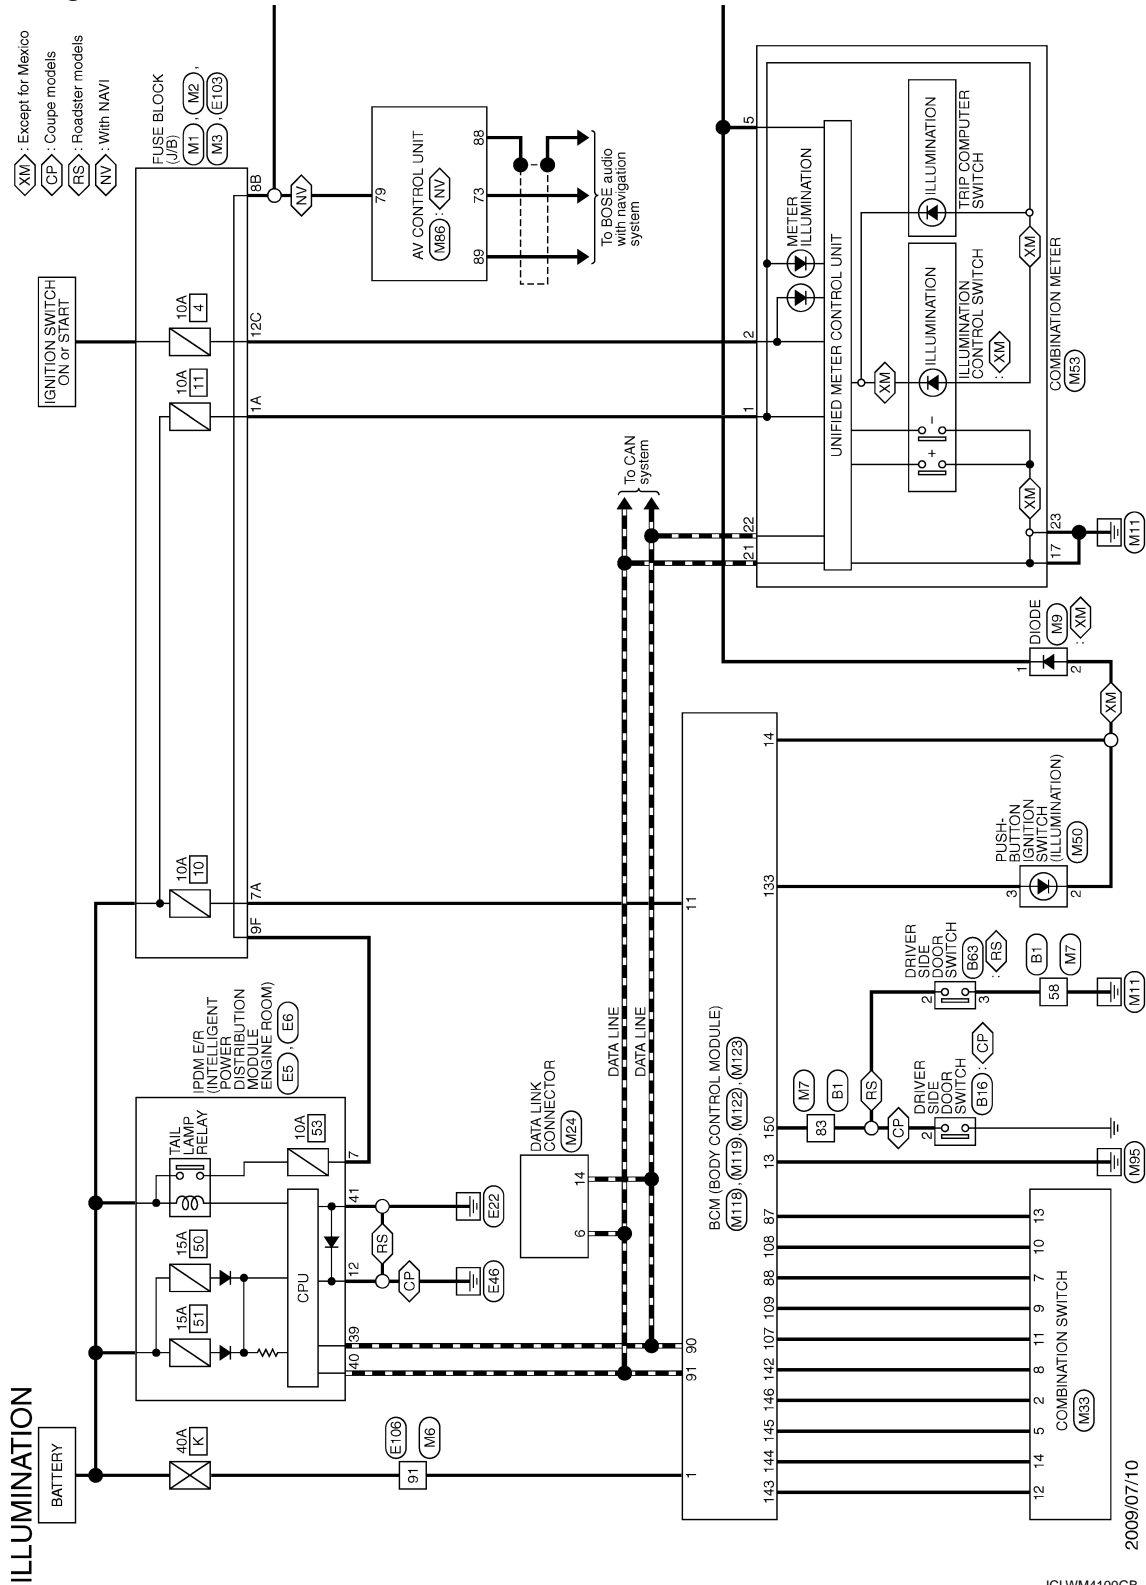 ILLUMINATION
BATTERY
IGNITION SWITCH
ON or START
XM : Except for Mexico
CP : Coupe models
RS : Roadster models
NV : With NAVI
40A
K
15A
51
15A
50
TAIL
LAMP
RELAY
10A
53
CPU
IPDM E/R
(INTELLIGENT
POWER
DISTRIBUTION
MODULE
ENGINE ROOM)
E5 , E6
40
39
12
41
7
10A
10
10A
11
10A
4
FUSE BLOCK
(J/B)
M1 , M2 ,
M3 , E103
9F
7A
1A
12C
8B
NV
91
E106
M6
CP
RS
E46
E22
79
AV CONTROL UNIT
M86 : NV
89
73
88
To BOSE audio
with navigation
system
DATA LINK
CONNECTOR
M24
6
14
DATA LINE
DATA LINE
To CAN
system
1
91
90
11
BCM (BODY CONTROL MODULE)
M118 , M119 , M122 , M123
143
144
145
146
142
107
109
88
108
87
13
150
133
14
12
14
5
2
8
11
9
7
10
13
COMBINATION SWITCH
M33
M95
83
M7
B1
CP
RS
2
DRIVER
SIDE
DOOR
SWITCH
B16 : CP
2
3
DRIVER
SIDE
DOOR
SWITCH
B63
: RS
58
B1
M7
M11
3
2
PUSH-
BUTTON
IGNITION
SWITCH
(ILLUMINATION)
M50
XM
1
2
DIODE
M9
: XM
21
22
1
2
5
UNIFIED METER CONTROL UNIT
METER
ILLUMINATION
+
-
XM
ILLUMINATION
ILLUMINATION
CONTROL SWITCH
: XM
ILLUMINATION
TRIP COMPUTER
SWITCH
XM
XM
17
23
COMBINATION METER
M53
M11
2009/07/10